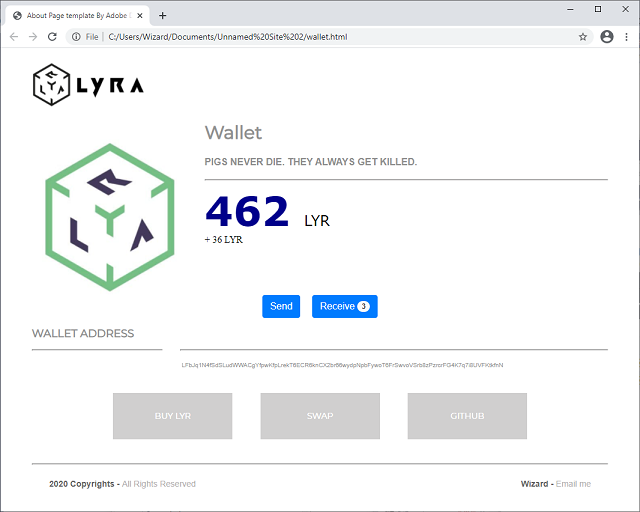 About Page template By Adobe
File | C:/Users/Wizard/Documents/Unnamed%20Site%202/wallet.html
LYRA
Wallet
PIGS NEVER DIE. THEY ALWAYS GET KILLED.
LYA
462 LYR
+ 36 LYR
Send
Receive 3
WALLET ADDRESS
BUY LYR
SWAP
GITHUB
2020 Copyrights - All Rights Reserved
Wizard - Email me